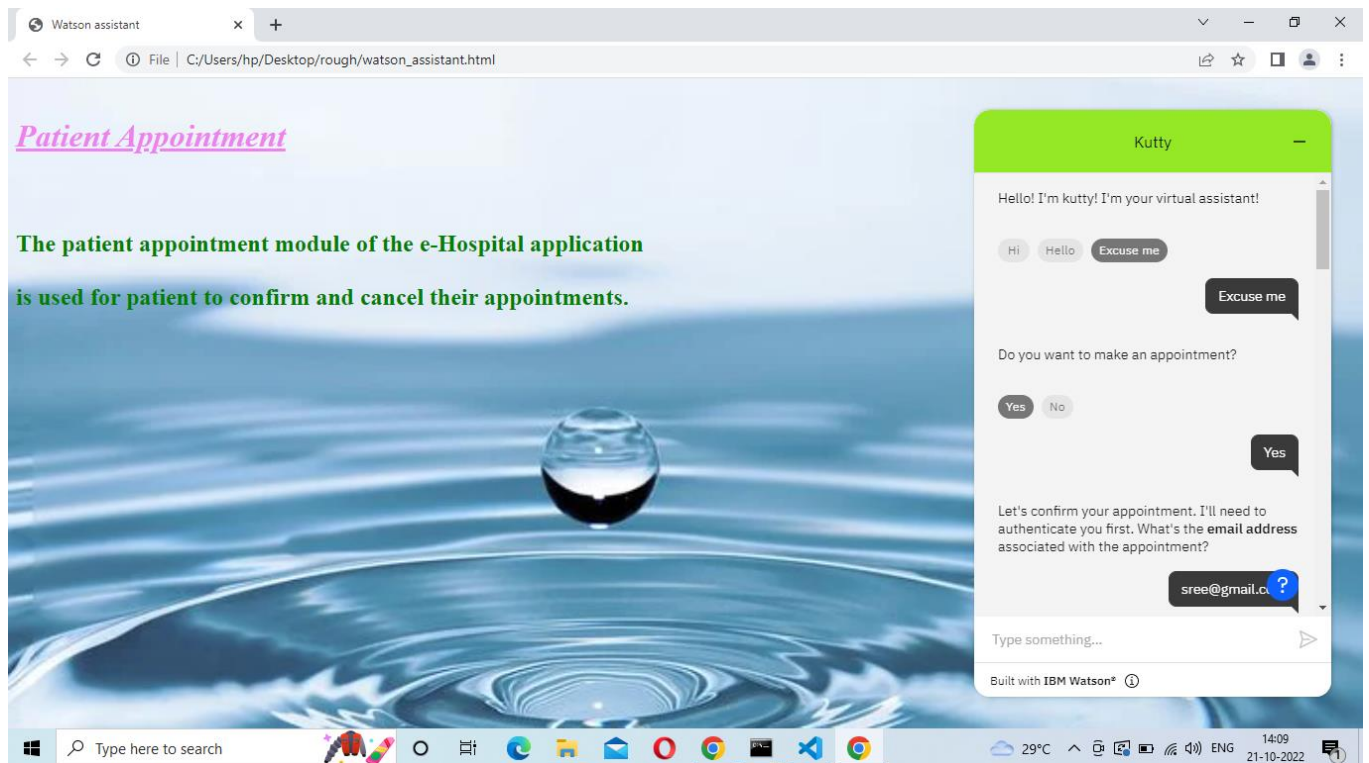 Watson assistant
File | C:/Users/hp/Desktop/rough/watson_assistant.html
Patient Appointment
The patient appointment module of the e-Hospital application
is used for patient to confirm and cancel their appointments.
Kutty
Hello! I'm kutty! I'm your virtual assistant!
Hi Hello Excuse me
Excuse me
Do you want to make an appointment?
Yes No
Yes
Let's confirm your appointment. I'll need to
authenticate you first. What's the email address
associated with the appointment?
sree@gmail.c
?
Type something...
Built with IBM Watson®
Type here to search
29°C
ENG
14:09
21-10-2022
1